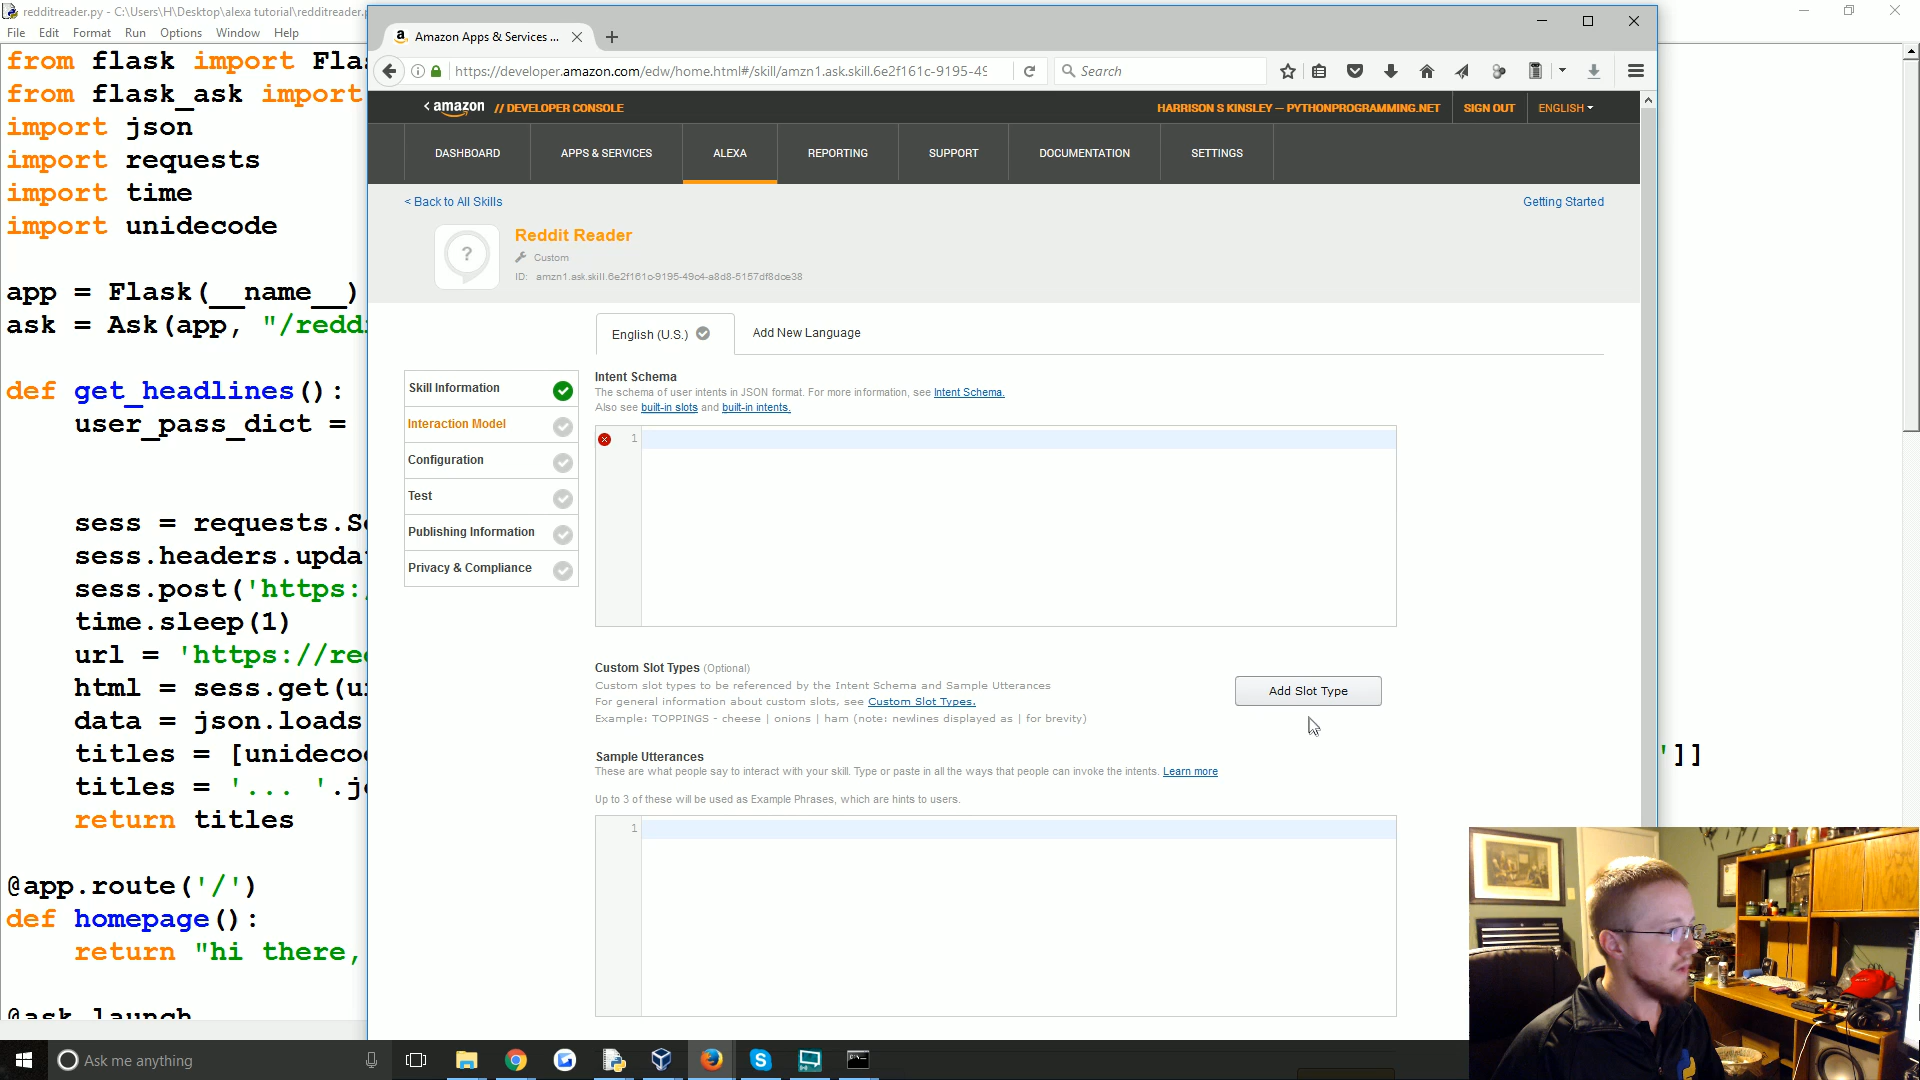 redditreader.py - C:\Users\H\Desktop\alexa tutorial\redditreader.p
File Edit Format Run Options Window Help
from flask import Fla
from flask_ask import
import json
import requests
import time
import unidecode
app = Flask(__name__)
ask = Ask(app, "/reddi
def get_headlines():
user_pass_dict =
sess = requests.Se
sess.headers.updat
sess.post('https:/
time.sleep(1)
url = 'https://red
html = sess.get(u
data = json.loads
titles = [unideco
titles = '... '.jo
return titles
@app.route('/')
def homepage():
return "hi there,
@ask.launch
']]
Amazon Apps & Services ...
https://developer.amazon.com/edw/home.html#/skill/amzn1.ask.skill.6e2f161c-9195-49
Search
< amazon // DEVELOPER CONSOLE
HARRISON S KINSLEY — PYTHONPROGRAMMING.NET SIGN OUT ENGLISH
DASHBOARD APPS & SERVICES ALEXA REPORTING SUPPORT DOCUMENTATION SETTINGS
< Back to All Skills
Getting Started
?
Reddit Reader
Custom
ID: amzn1.ask.skill.6e2f161c-9195-49c4-a8d8-5157df8dce38
English (U.S.) Add New Language
Skill Information
Interaction Model
Configuration
Test
Publishing Information
Privacy & Compliance
Intent Schema
The schema of user intents in JSON format. For more information, see Intent Schema.
Also see built-in slots and built-in intents.
1
Custom Slot Types (Optional)
Custom slot types to be referenced by the Intent Schema and Sample Utterances
For general information about custom slots, see Custom Slot Types.
Example: TOPPINGS - cheese | onions | ham (note: newlines displayed as | for brevity)
Add Slot Type
Sample Utterances
These are what people say to interact with your skill. Type or paste in all the ways that people can invoke the intents. Learn more
Up to 3 of these will be used as Example Phrases, which are hints to users.
1
Ask me anything